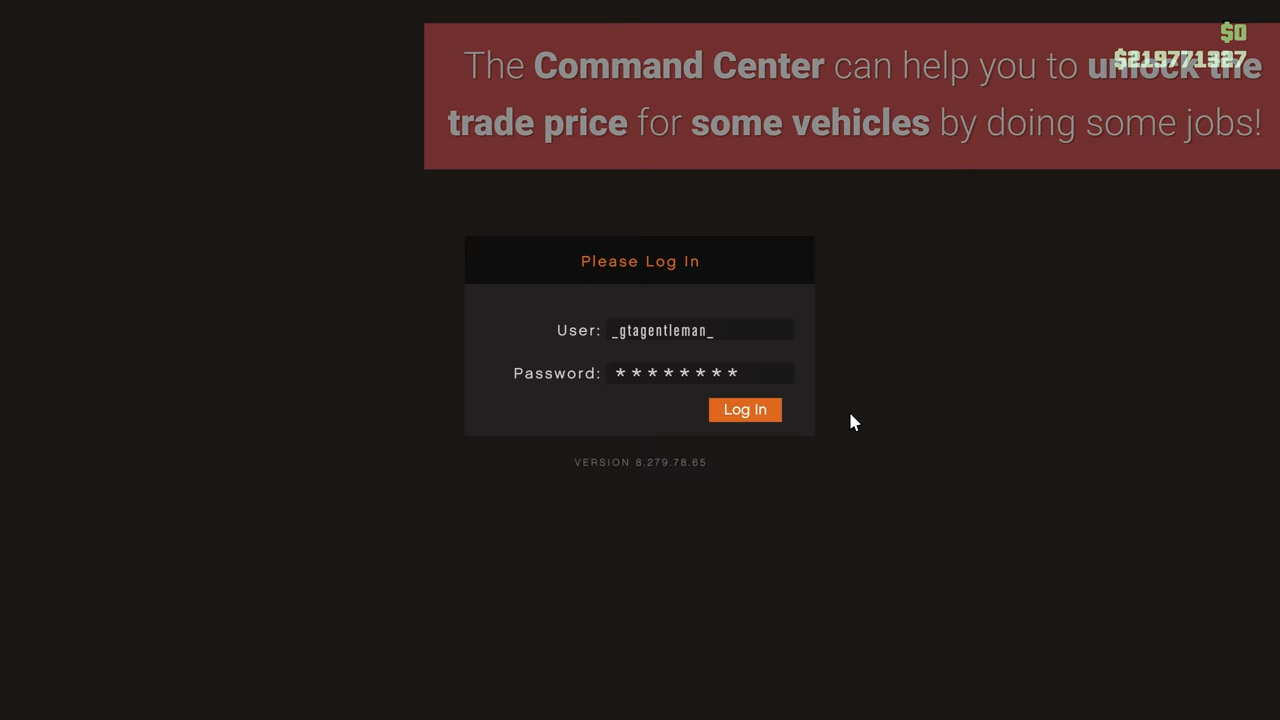 $0
$219771327
The Command Center can help you to unlock the
trade price for some vehicles by doing some jobs!
Please Log In
User: _gtagentleman_
Password: ********
Log In
VERSION 8.279.78.65